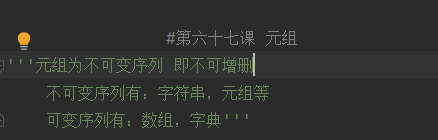 #第六十七课 元组
'''元组为不可变序列 即不可增删
不可变序列有：字符串，元组等
可变序列有：数组，字典'''